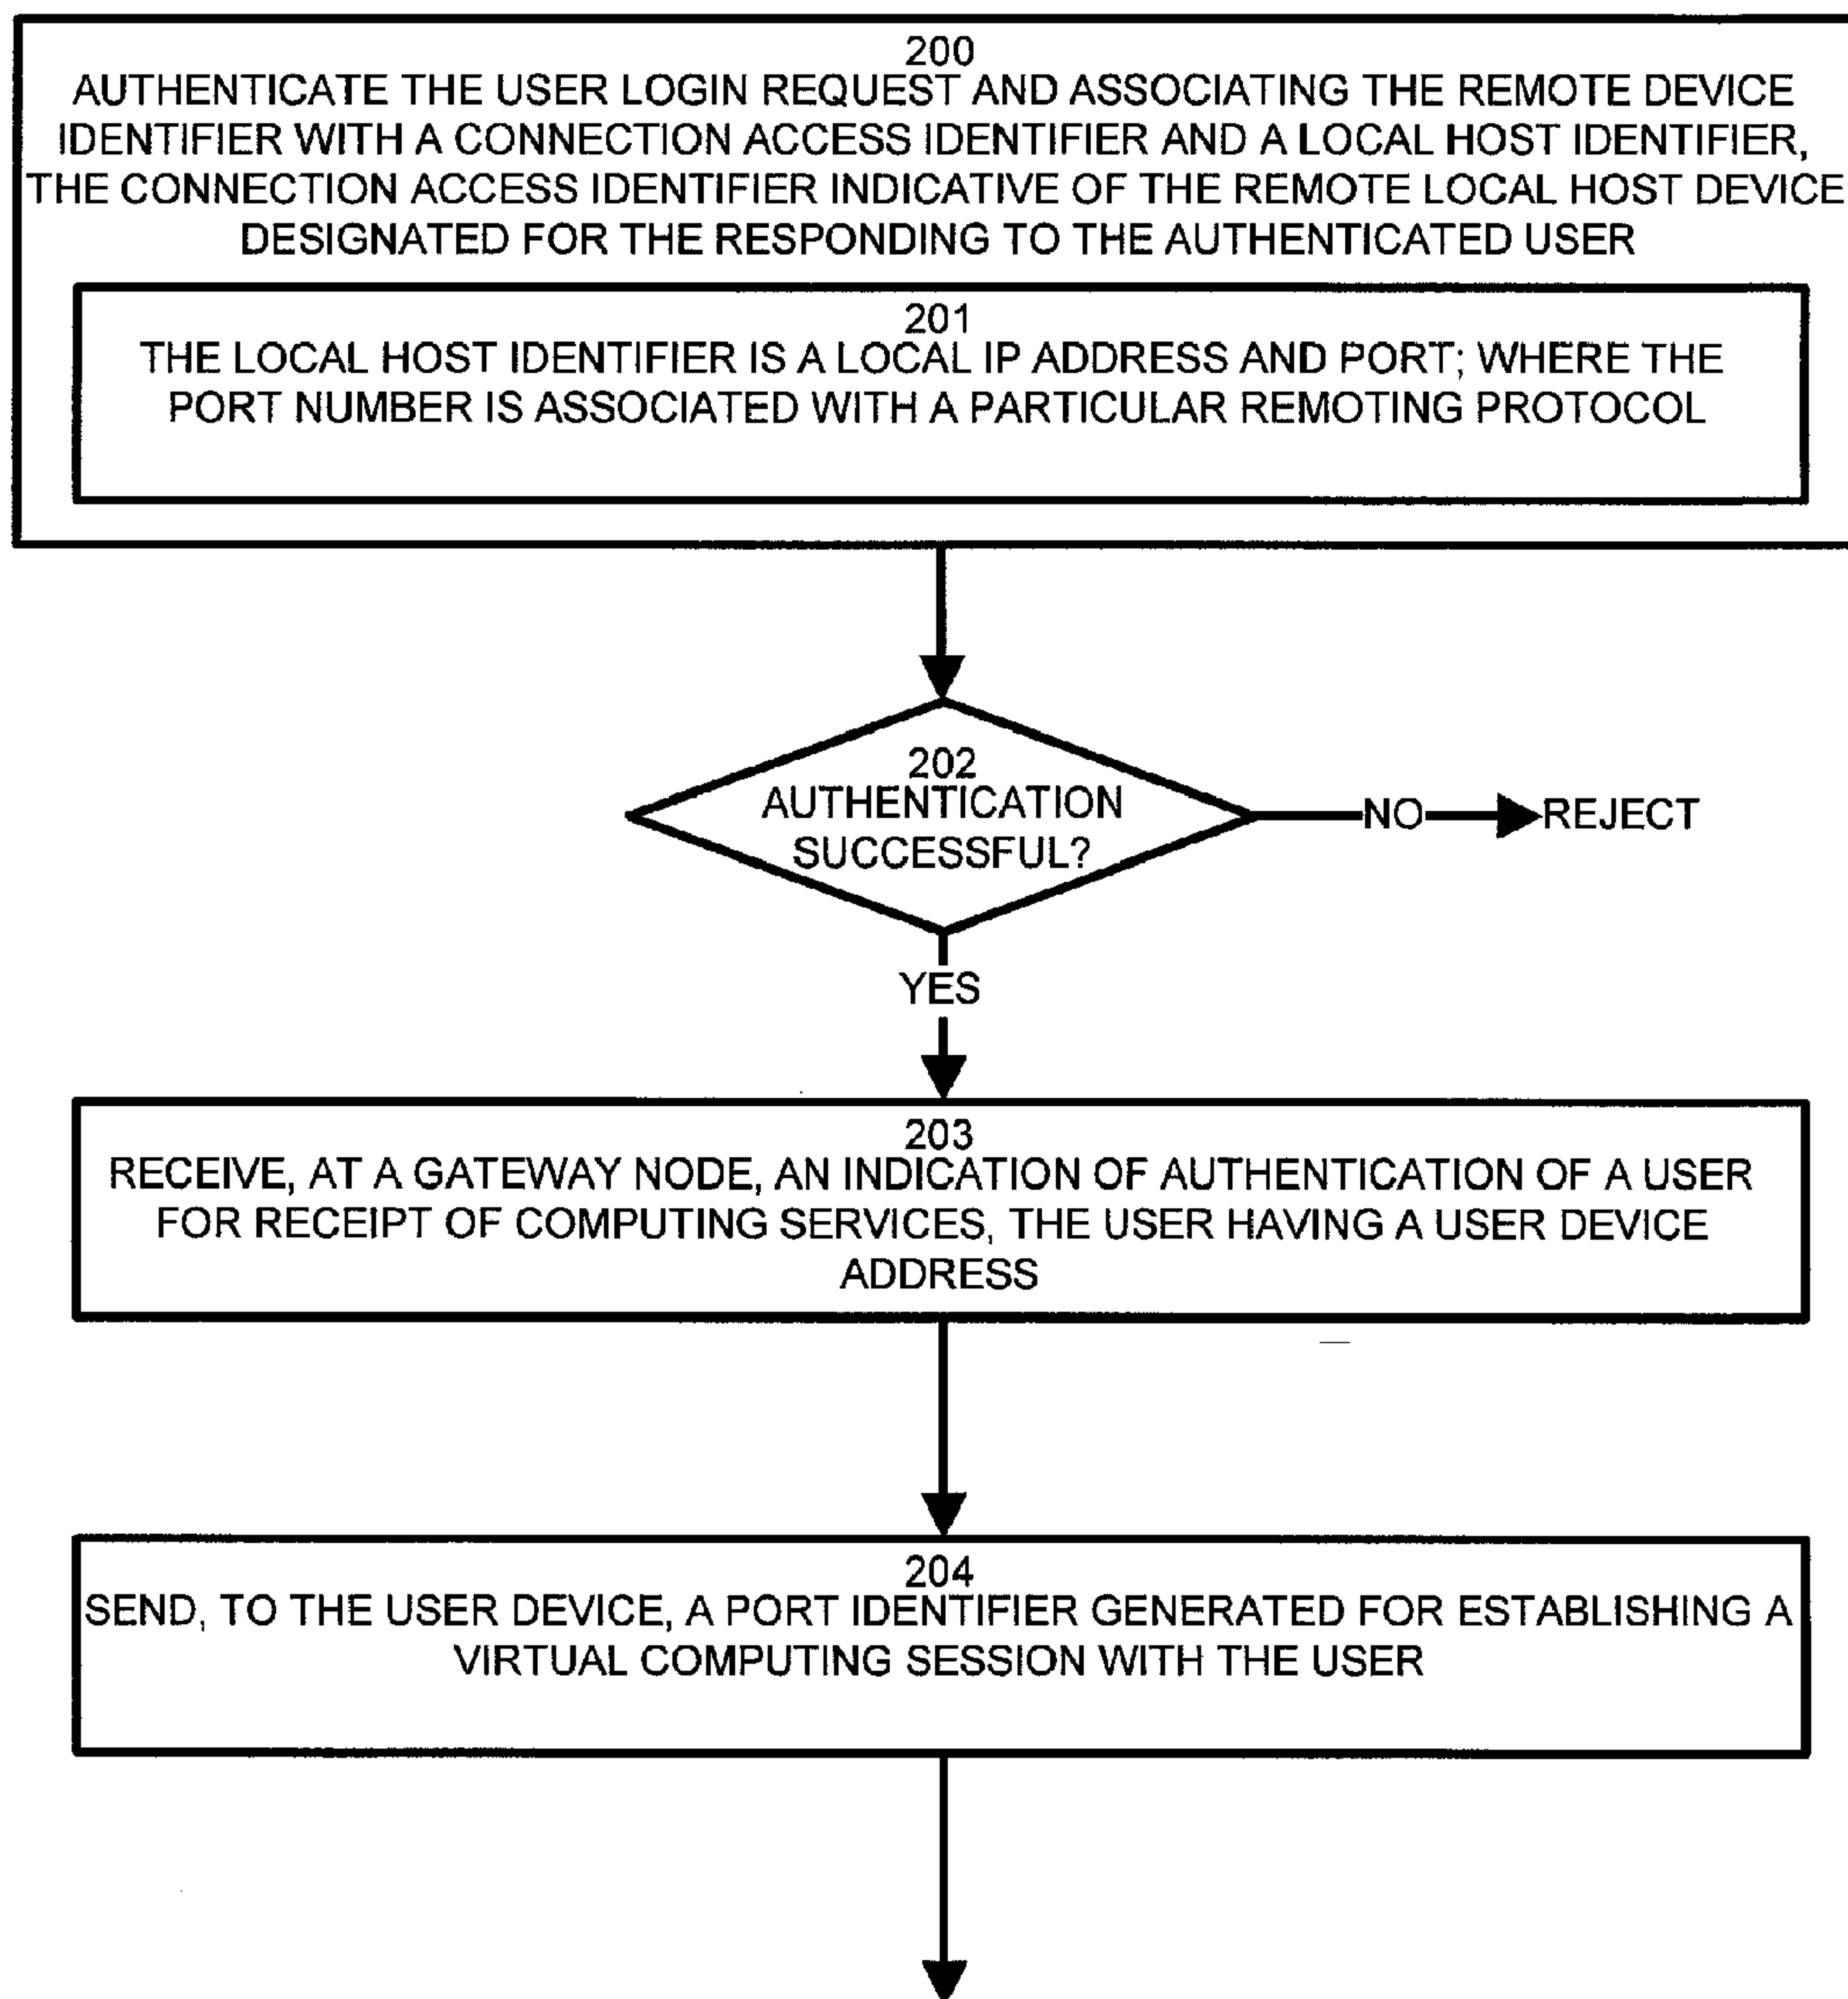 200
AUTHENTICATE THE USER LOGIN REQUEST AND ASSOCIATING THE REMOTE DEVICE
IDENTIFIER WITH A CONNECTION ACCESS IDENTIFIER AND A LOCAL HOST IDENTIFIER,
THE CONNECTION ACCESS IDENTIFIER INDICATIVE OF THE REMOTE LOCAL HOST DEVICE
DESIGNATED FOR THE RESPONDING TO THE AUTHENTICATED USER
201
THE LOCAL HOST IDENTIFIER IS A LOCAL IP ADDRESS AND PORT; WHERE THE
PORT NUMBER IS ASSOCIATED WITH A PARTICULAR REMOTING PROTOCOL
202
AUTHENTICATION
SUCCESSFUL?
NO
REJECT
YES
203
RECEIVE, AT A GATEWAY NODE, AN INDICATION OF AUTHENTICATION OF A USER
FOR RECEIPT OF COMPUTING SERVICES, THE USER HAVING A USER DEVICE
ADDRESS
204
SEND, TO THE USER DEVICE, A PORT IDENTIFIER GENERATED FOR ESTABLISHING A
VIRTUAL COMPUTING SESSION WITH THE USER